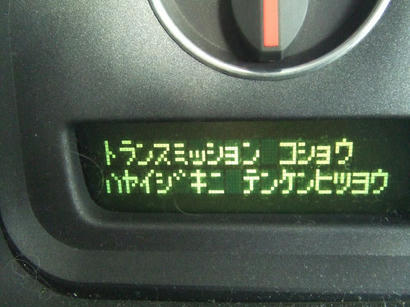 トランスミッション コショウ
ハヤイジキニ テンケンヒツヨウ